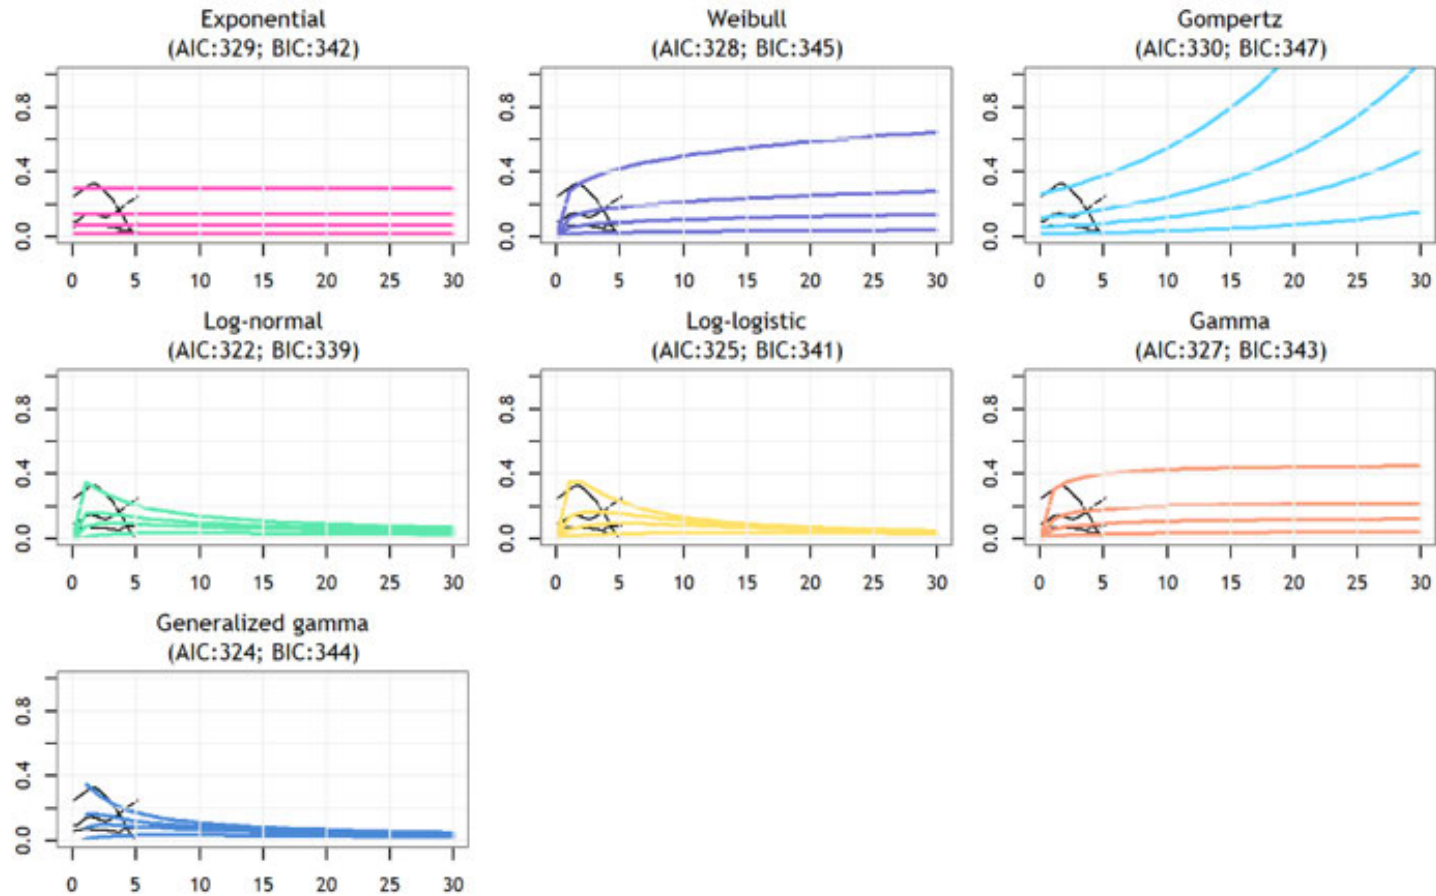 Exponential
(AIC:329; BIC:342)
Weibull
(AIC:328; BIC:345)
Gompertz
(AIC:330; BIC:347)
0.0 0.4 0.8
0 5 10 15 20 25 30
0.0 0.4 0.8
0 5 10 15 20 25 30
0.0 0.4 0.8
0 5 10 15 20 25 30
Log-normal
(AIC:322; BIC:339)
Log-logistic
(AIC:325; BIC:341)
Gamma
(AIC:327; BIC:343)
0.0 0.4 0.8
0 5 10 15 20 25 30
0.0 0.4 0.8
0 5 10 15 20 25 30
0.0 0.4 0.8
0 5 10 15 20 25 30
Generalized gamma
(AIC:324; BIC:344)
0.0 0.4 0.8
0 5 10 15 20 25 30